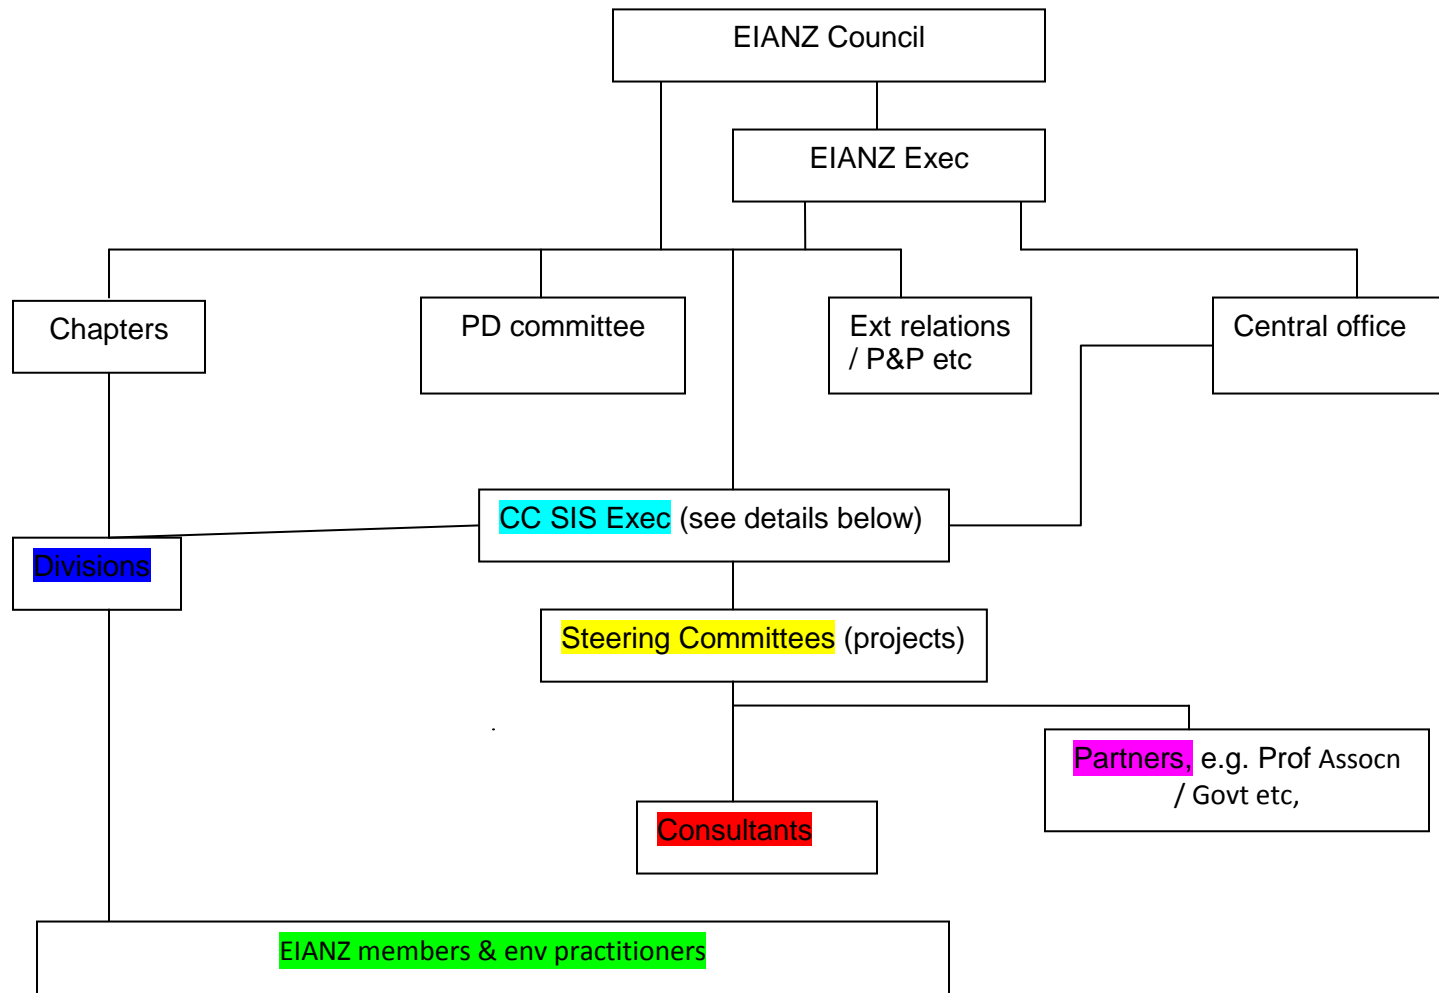 EIANZ Council
EIANZ Exec
Chapters
PD committee
Ext relations
/ P&P etc
Central office
CC SIS Exec (see details below)
Divisions
Steering Committees (projects)
Partners, e.g. Prof Assocn
/ Govt etc,
Consultants
EIANZ members & env practitioners